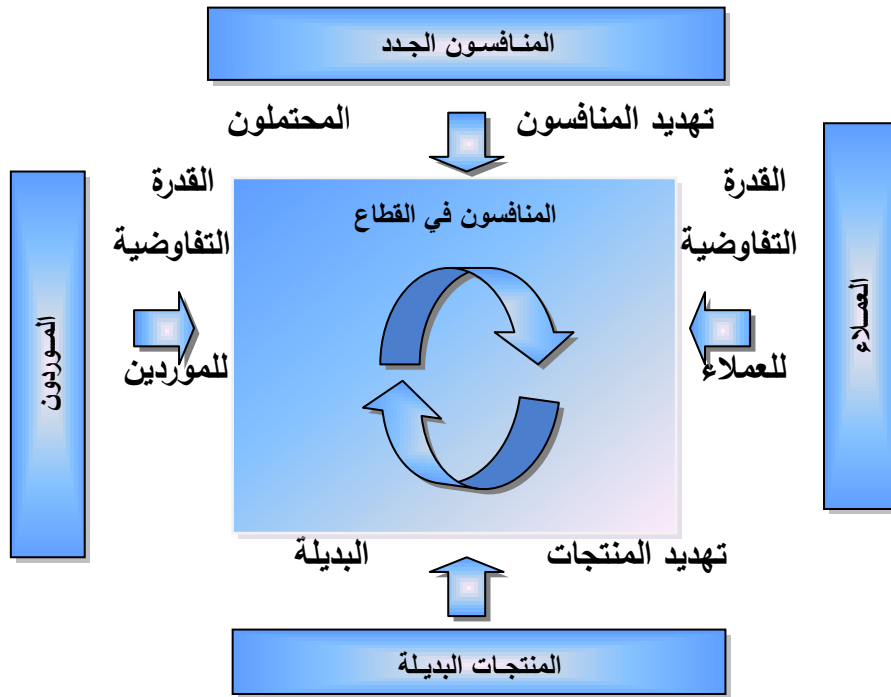 المنافسون الجدد
تهديد المنافسون المحتملون
القدرة
التفاوضية
للعملاء
العملاء
المنافسون في القطاع
القدرة
التفاوضية
للموردين
الموردون
تهديد المنتجات البديلة
المنتجات البديلة